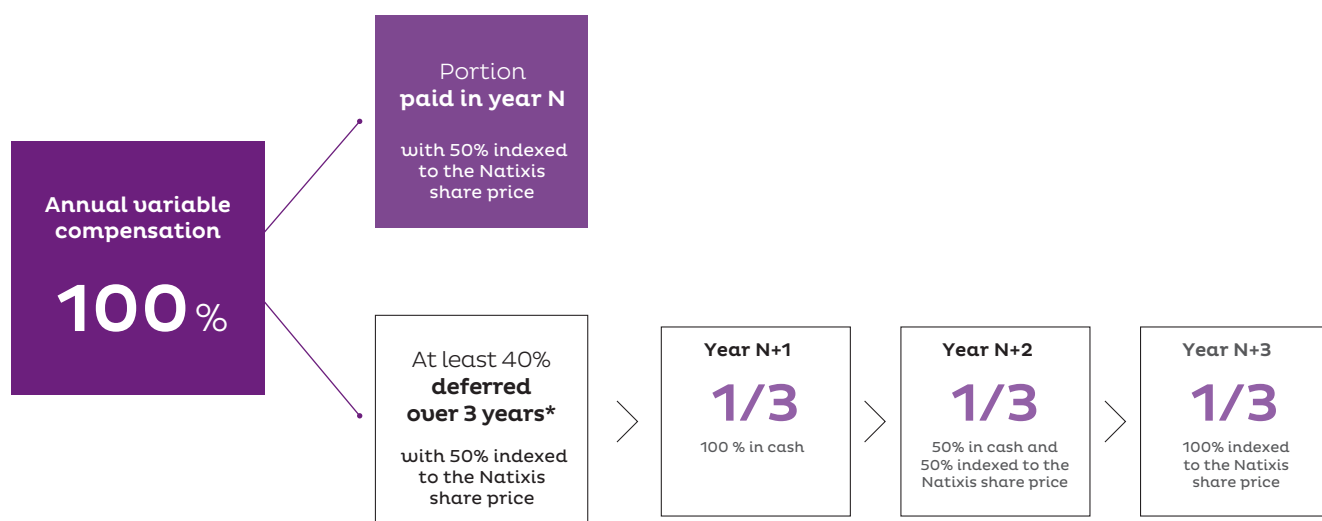 Annual variable
compensation
100 %
Portion
paid in year N
with 50% indexed
to the Natixis
share price
At least 40%
deferred
over 3 years*
with 50% indexed
to the Natixis
share price
Year N+1
1/3
100 % in cash
Year N+2
1/3
50% in cash and
50% indexed to the
Natixis share price
Year N+3
1/3
100% indexed
to the Natixis
share price